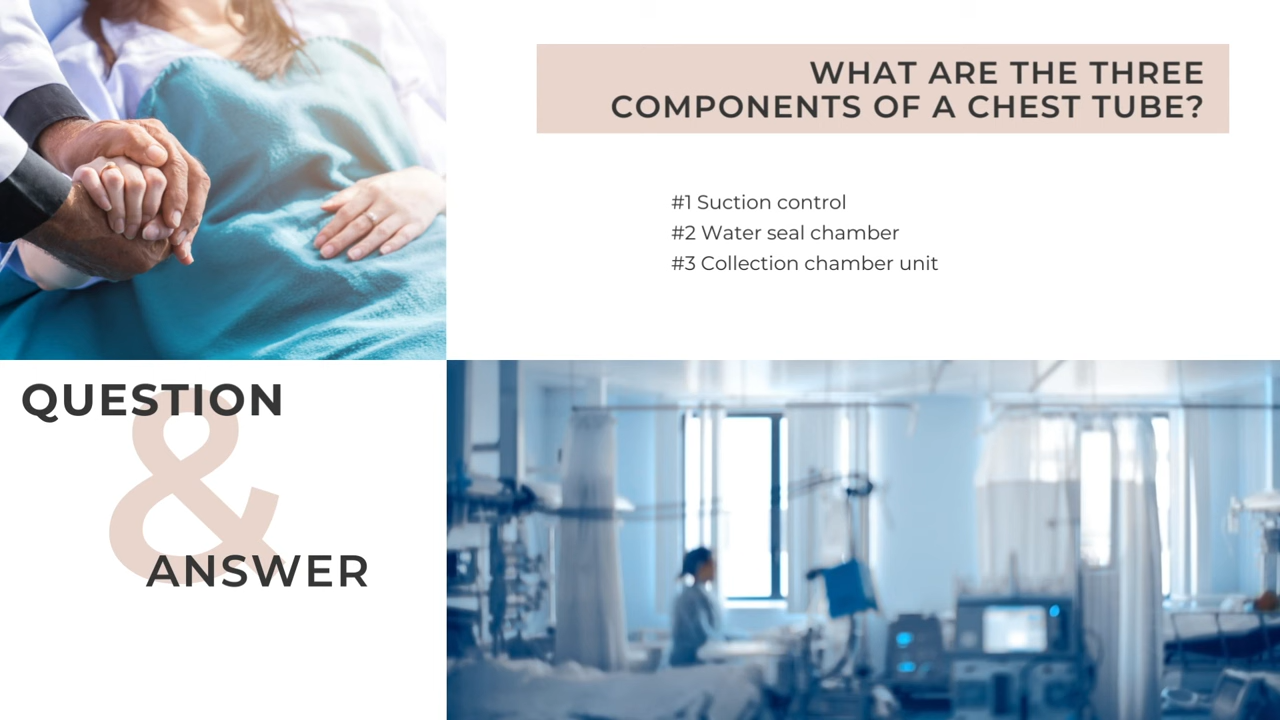 WHAT ARE THE THREE
COMPONENTS OF A CHEST TUBE?
#1 Suction control
#2 Water seal chamber
#3 Collection chamber unit
QUESTION
&
ANSWER